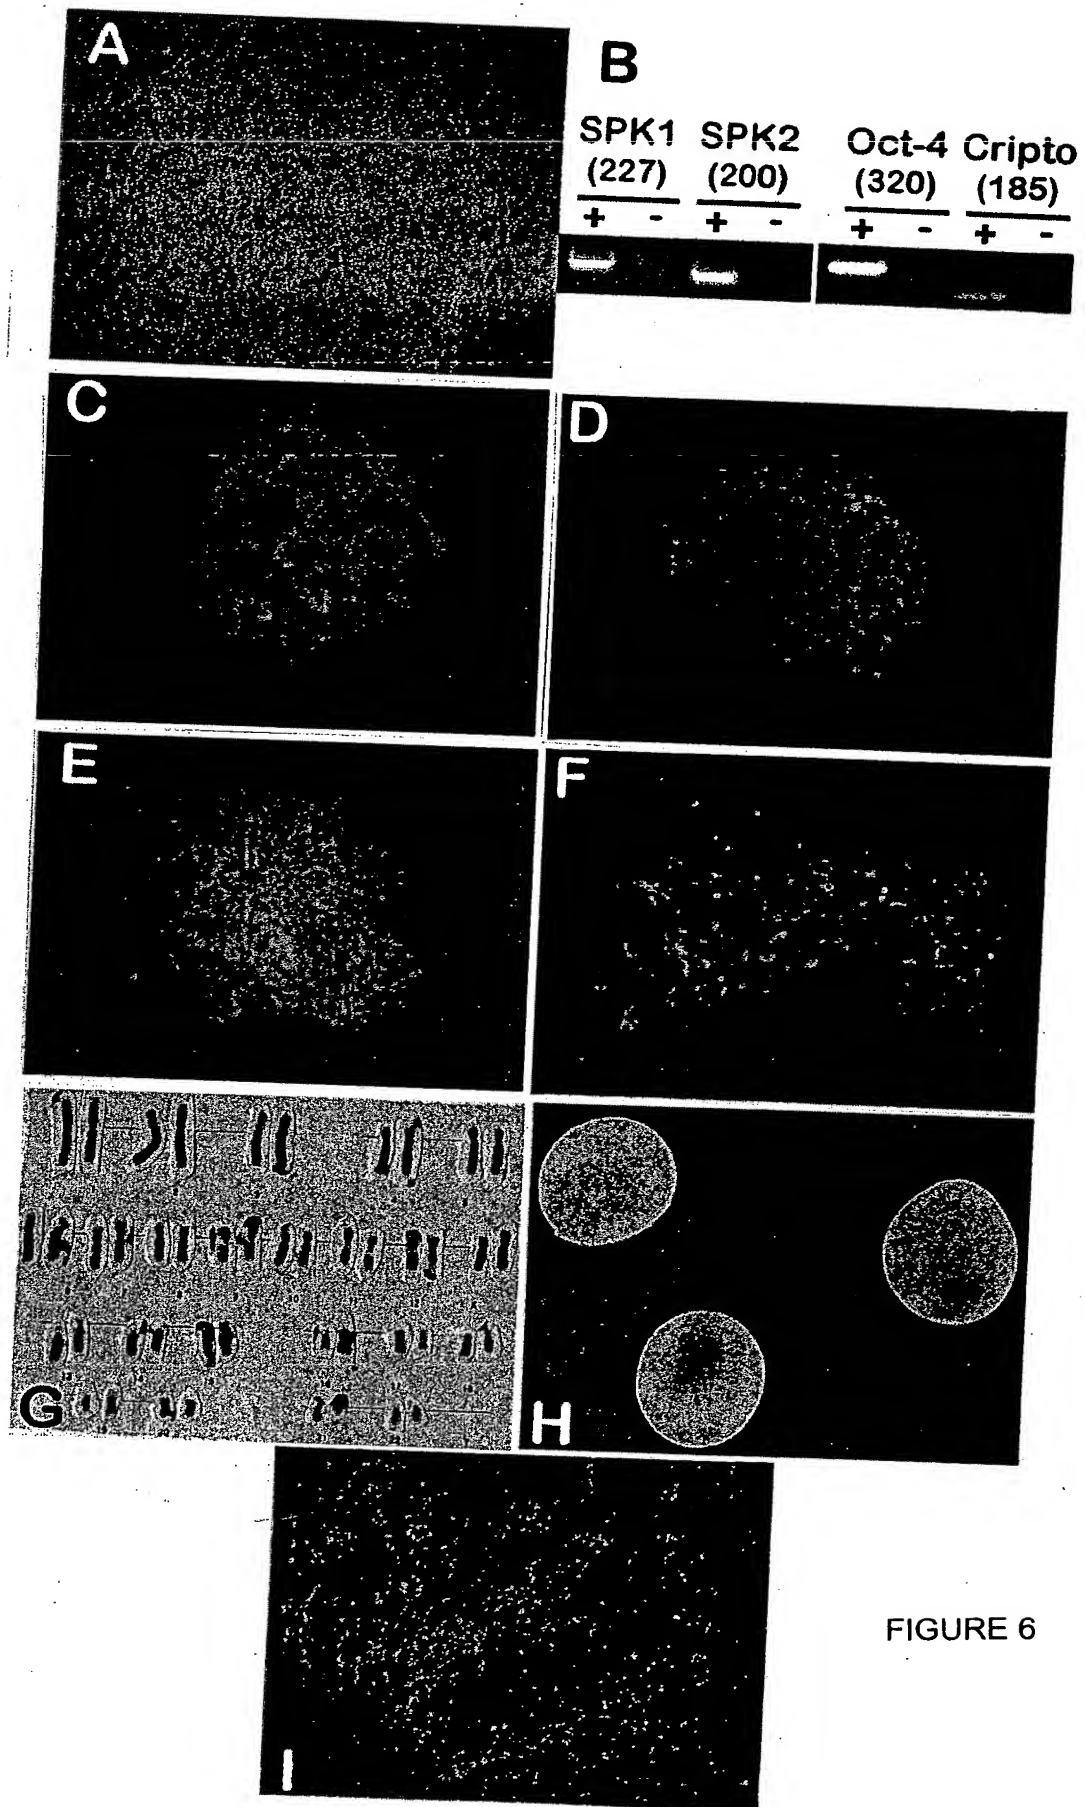 A
B
SPK1 SPK2 Oct-4 Cripto
(227) (200) (320) (185)
+ - + - + - + -
C
D
E
F
G
H
I
FIGURE 6